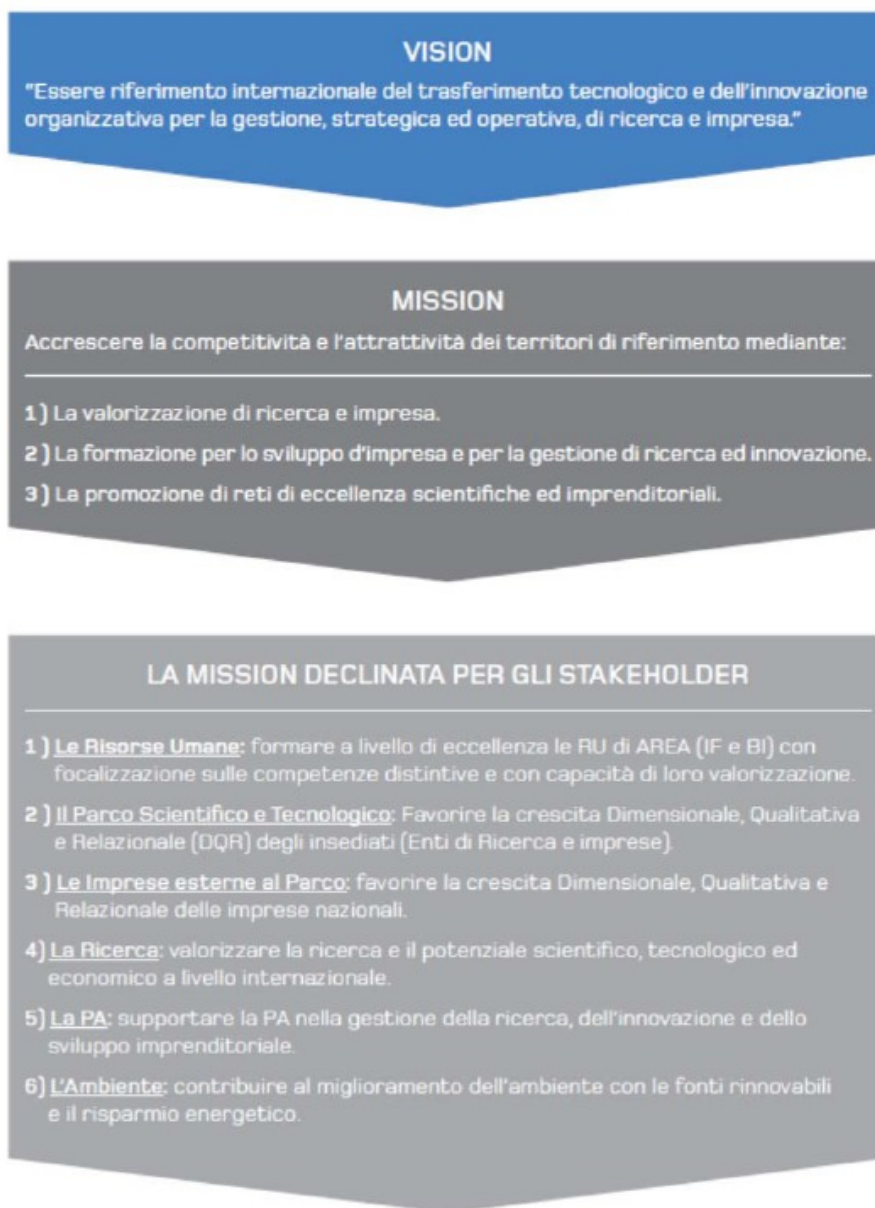 VISION
"Essere riferimento internazionale del trasferimento tecnologico e dell'innovazione
organizzativa per la gestione, strategica ed operativa, di ricerca e impresa."
MISSION
Accrescere la competitività e l'attrattività dei territori di riferimento mediante:
1 ) La valorizzazione di ricerca e impresa.
2 ) La formazione per lo sviluppo d'impresa e per la gestione di ricerca ed innovazione.
3 ) La promozione di reti di eccellenza scientifiche ed imprenditoriali.
LA MISSION DECLINATA PER GLI STAKEHOLDER
1 ) Le Risorse Umane: formare a livello di eccellenza le RU di AREA (IF e BI) con
focalizzazione sulle competenze distintive e con capacità di loro valorizzazione.
2 ) Il Parco Scientifico e Tecnologico: Favorire la crescita Dimensionale, Qualitativa
e Relazionale (DQR) degli insediati (Enti di Ricerca e imprese).
3 ) Le Imprese esterne al Parco: favorire la crescita Dimensionale, Qualitativa e
Relazionale delle imprese nazionali.
4) La Ricerca: valorizzare la ricerca e il potenziale scientifico, tecnologico ed
economico a livello internazionale.
5) La PA: supportare la PA nella gestione della ricerca, dell'innovazione e dello
sviluppo imprenditoriale.
6) L'Ambiente: contribuire al miglioramento dell'ambiente con le fonti rinnovabili
e il risparmio energetico.